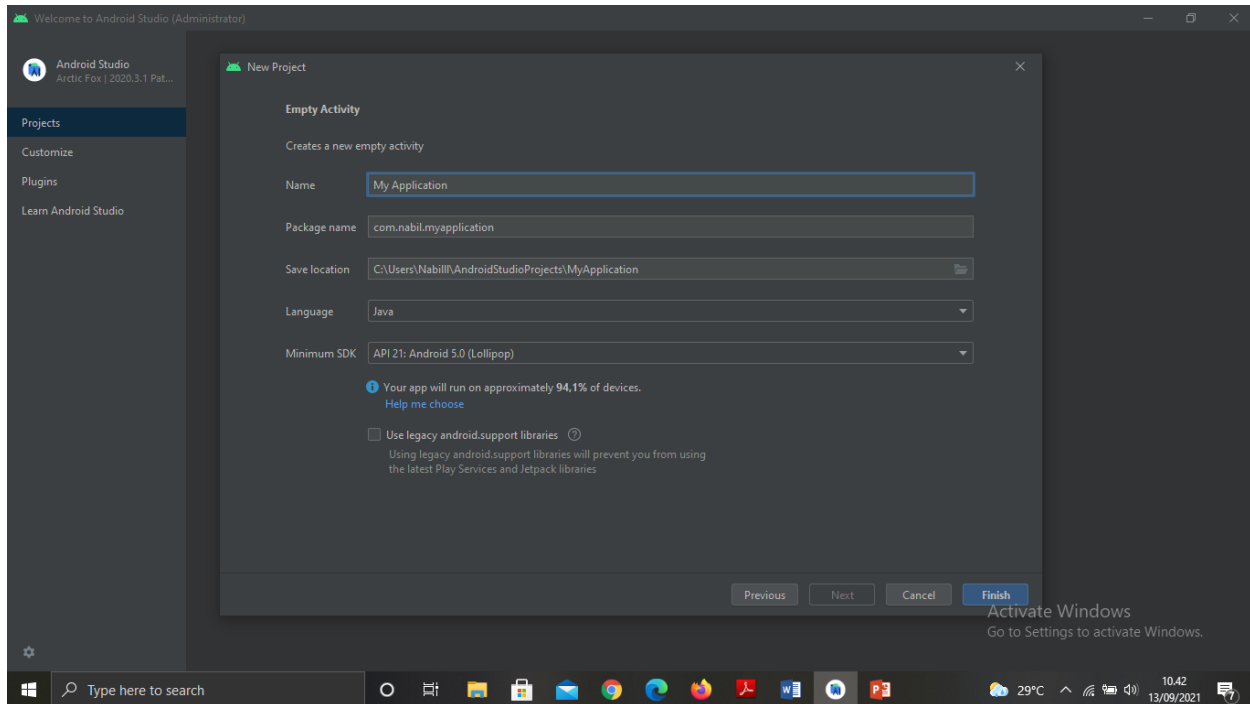 Welcome to Android Studio (Administrator)
Android Studio
Arctic Fox | 2020.3.1 Pat...
Projects
Customize
Plugins
Learn Android Studio
New Project
Empty Activity
Creates a new empty activity
Name
My Application
Package name
com.nabil.myapplication
Save location
C:\Users\Nabilll\AndroidStudioProjects\MyApplication
Language
Java
Minimum SDK
API 21: Android 5.0 (Lollipop)
Your app will run on approximately 94,1% of devices.
Help me choose
Use legacy android.support libraries
Using legacy android.support libraries will prevent you from using
the latest Play Services and Jetpack libraries
Previous
Next
Cancel
Finish
Activate Windows
Go to Settings to activate Windows.
Type here to search
29°C
10.42
13/09/2021
7